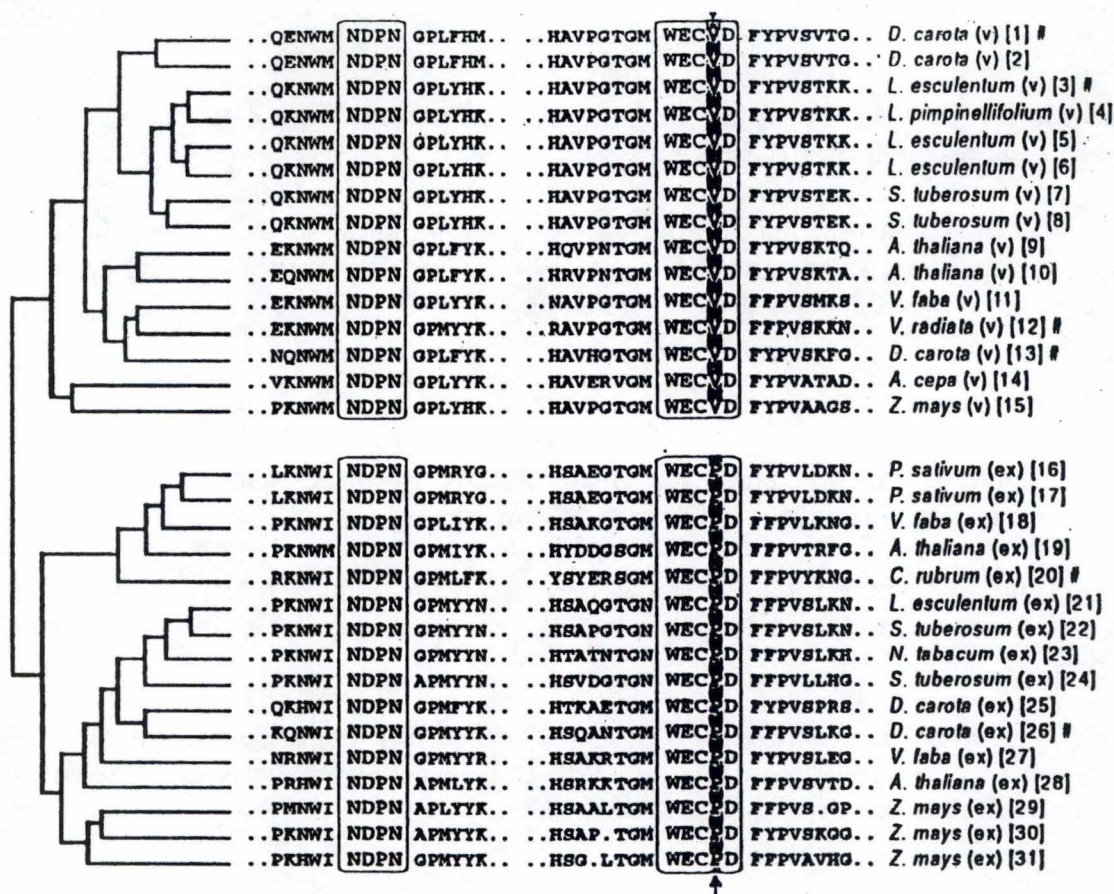 ..QENWM NDPN GPLFHM.. ..HAVPGTGM WECVD FYPVSVTG.. D. carota (v) [1] #
..QENWM NDPN GPLFHM.. ..HAVPGTGM WECVD FYPVSVTG.. D. carota (v) [2]
..QKNWM NDPN GPLYHK.. ..HAVPGTGM WECVD FYPVSTKK.. L. esculentum (v) [3] #
..QKNWM NDPN GPLYHK.. ..HAVPGTGM WECVD FYPVSTKK.. L. pimpinellifolium (v) [4]
..QKNWM NDPN GPLYHK.. ..HAVPGTGM WECVD FYPVSTKK.. L. esculentum (v) [5]
..QKNWM NDPN GPLYHK.. ..HAVPGTGM WECVD FYPVSTKK.. L. esculentum (v) [6]
..QKNWM NDPN GPLYHK.. ..HAVPGTGM WECVD FYPVSTEK.. S. tuberosum (v) [7]
..QKNWM NDPN GPLYHK.. ..HAVPGTGM WECVD FYPVSTEK.. S. tuberosum (v) [8]
..EKNWM NDPN GPLFYK.. ..HQVPNTGM WECVD FYPVSKTQ.. A. thaliana (v) [9]
..EQNWM NDPN GPLFYK.. ..HRVPNTGM WECVD FYPVSKTA.. A. thaliana (v) [10]
..EKNWM NDPN GPLYYK.. ..NAVPGTGM WECVD FFPVSMKS.. V. faba (v) [11]
..EKNWM NDPN GPMYYK.. ..RAVPGTGM WECVD FFPVSKKN.. V. radiata (v) [12] #
..NQNWM NDPN GPLFYK.. ..HAVHGTGM WECVD FYPVSKFG.. D. carota (v) [13] #
..VKNWM NDPN GPLYYK.. ..HAVERVGM WECVD FYPVATAD.. A. cepa (v) [14]
..PKNWM NDPN GPLYHK.. ..HAVPGTGM WECVD FYPVAAGS.. Z. mays (v) [15]
..LKNWI NDPN GPMRYG.. ..HSAEGTGM WECPD FYPVLDKN.. P. sativum (ex) [16]
..LKNWI NDPN GPMRYG.. ..HSAEGTGM WECPD FYPVLDKN.. P. sativum (ex) [17]
..PKNWI NDPN GPLIYK.. ..HSAKGTGM WECPD FFPVLKNG.. V. faba (ex) [18]
..PKNWM NDPN GPMIYK.. ..HYDDGSGM WECPD FFPVTRFG.. A. thaliana (ex) [19]
..RKNWI NDPN GPMLFK.. ..YSYERSGM WECPD FFPVYKNG.. C. rubrum (ex) [20] #
..PKNWI NDPN GPMYYN.. ..HSAQGTGN WECPD FFPVSLKN.. L. esculentum (ex) [21]
..PKNWI NDPN GPMYYN.. ..HSAPGTGN WECPD FFPVSLKN.. S. tuberosum (ex) [22]
..PKNWI NDPN GPMYYN.. ..HTATNTGN WECPD FFPVSLKH.. N. tabacum (ex) [23]
..PKNWI NDPN APMYYN.. ..HSVDGTGN WECPD FFPVLLHG.. S. tuberosum (ex) [24]
..QKHWI NDPN GPMFYK.. ..HTKAETGM WECPD FYPVSPRS.. D. carota (ex) [25]
..KQNWI NDPN GPMYYK.. ..HSQANTGM WECPD FFPVSLKG.. D. carota (ex) [26] #
..NRNWI NDPN GPMYYR.. ..HSAKRTGM WECPD FYPVSLEG.. V. faba (ex) [27]
..PRHWI NDPN APMLYK.. ..HSRKKTGM WECPD FFPVSVTD.. A. thaliana (ex) [28]
..PMNWI NDPN APLYYK.. ..HSAALTGM WECPD FFPVS.GP.. Z. mays (ex) [29]
..PKNWI NDPN APMYYK.. ..HSAP.TGM WECPD FYPVSKGG.. Z. mays (ex) [30]
..PKHWI NDPN GPMYYK.. ..HSG.LTGM WECPD FFPVAVHG.. Z. mays (ex) [31]